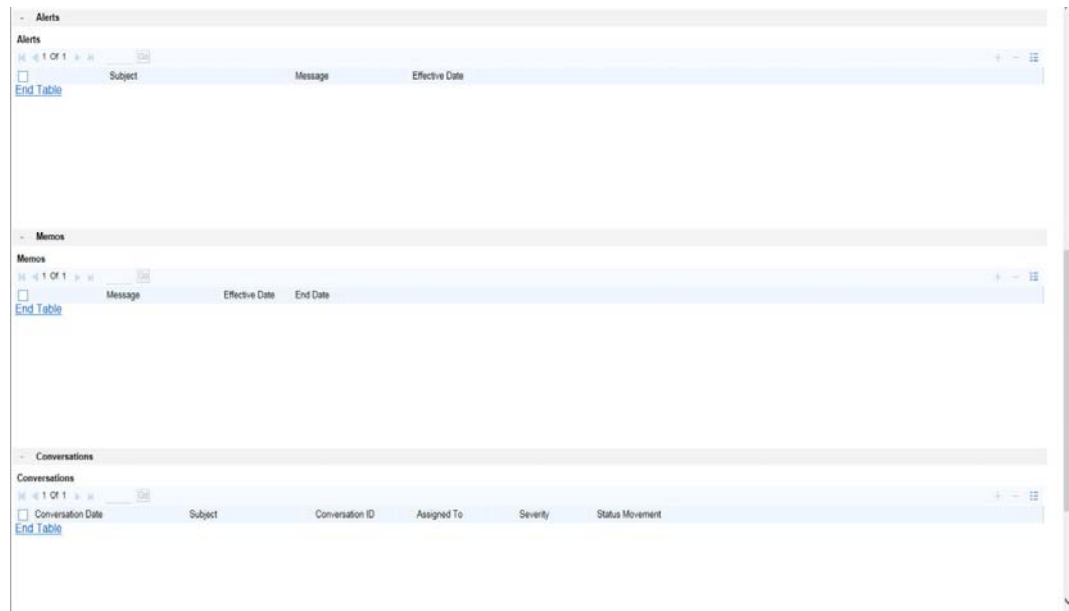 - Alerts
Alerts
1 Of 1 Go
Subject Message Effective Date
End Table
- Memos
Memos
1 Of 1 Go
Message Effective Date End Date
End Table
- Conversations
Conversations
1 Of 1 Go
Conversation Date Subject Conversation ID Assigned To Severity Status Movement
End Table